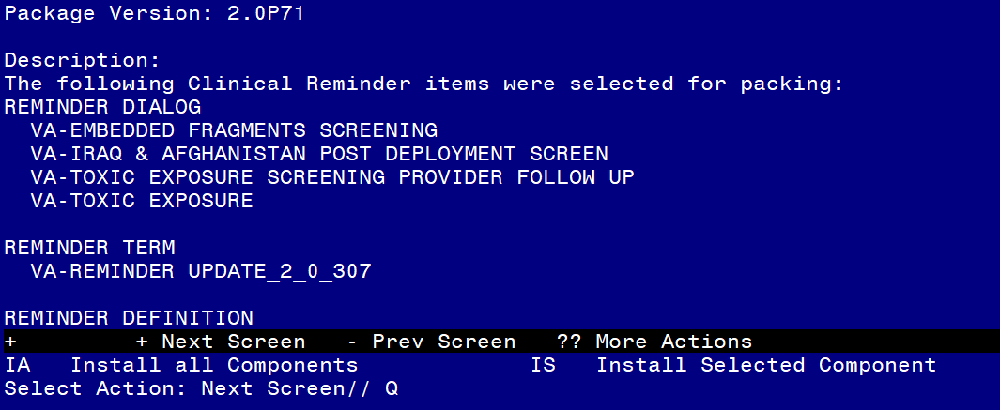 Package Version: 2.0P71
Description:
The following Clinical Reminder items were selected for packing:
REMINDER DIALOG
VA-EMBEDDED FRAGMENTS SCREENING
VA-IRAQ & AFGHANISTAN POST DEPLOYMENT SCREEN
VA-TOXIC EXPOSURE SCREENING PROVIDER FOLLOW UP
VA-TOXIC EXPOSURE
REMINDER TERM
VA-REMINDER UPDATE_2_0_307
REMINDER DEFINITION
+ + Next Screen - Prev Screen ?? More Actions
IA Install all Components IS Install Selected Component
Select Action: Next Screen// Q